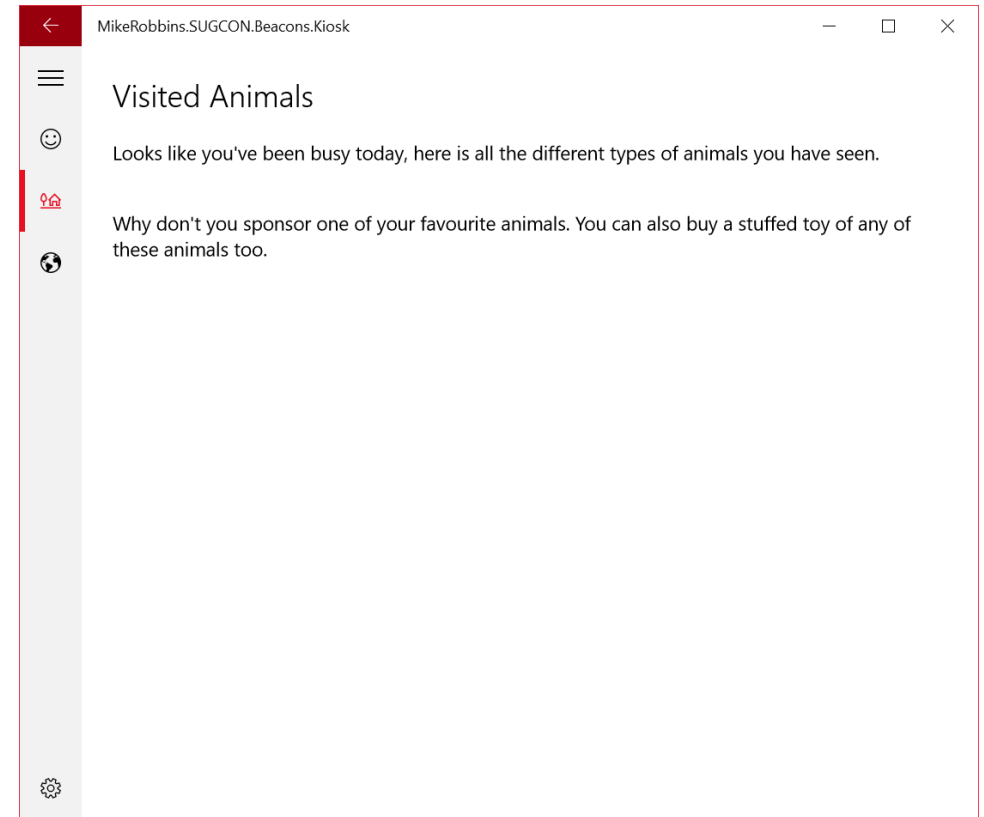 MikeRobbins.SUGCON.Beacons.Kiosk
Visited Animals
Looks like you've been busy today, here is all the different types of animals you have seen.
Why don't you sponsor one of your favourite animals. You can also buy a stuffed toy of any of
these animals too.